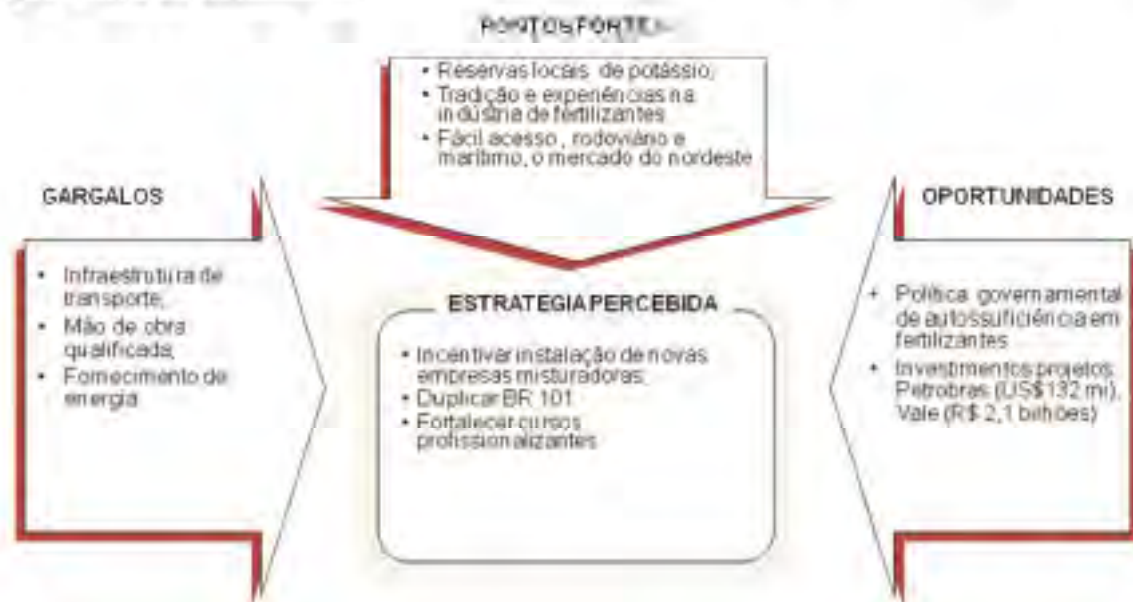 PONTOS FORTES
• Reservas locais de potássio;
• Tradição e experiências na
indústria de fertilizantes
• Fácil acesso, rodoviário e
marítimo, o mercado do nordeste
GARGALOS
• Infraestrutura de
transporte;
• Mão de obra
qualificada;
• Fornecimento de
energia
ESTRATEGIA PERCEBIDA
• Incentivar instalação de novas
empresas misturadoras;
• Duplicar BR 101
• Fortalecer cursos
profissionalizantes
OPORTUNIDADES
• Política governamental
de autossuficiência em
fertilizantes
• Investimentos projetos:
Petrobras (US$ 132 mi),
Vale (R$ 2,1 bilhões)